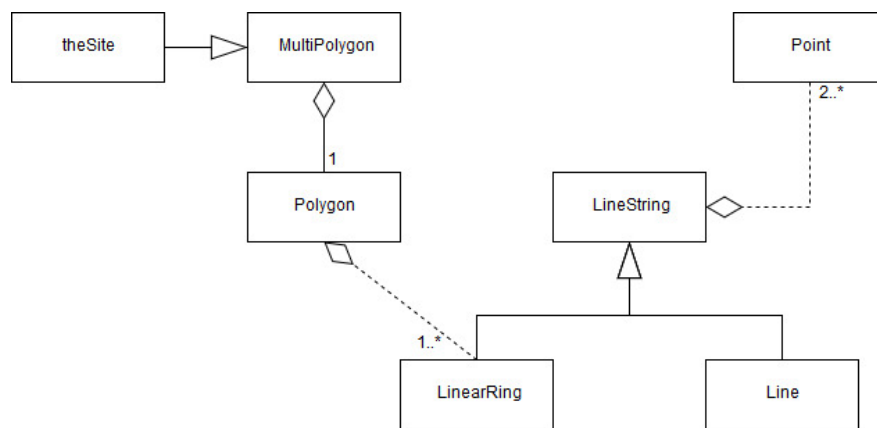 theSite
MultiPolygon
Point
2..*
1
Polygon
LineString
1..*
LinearRing
Line